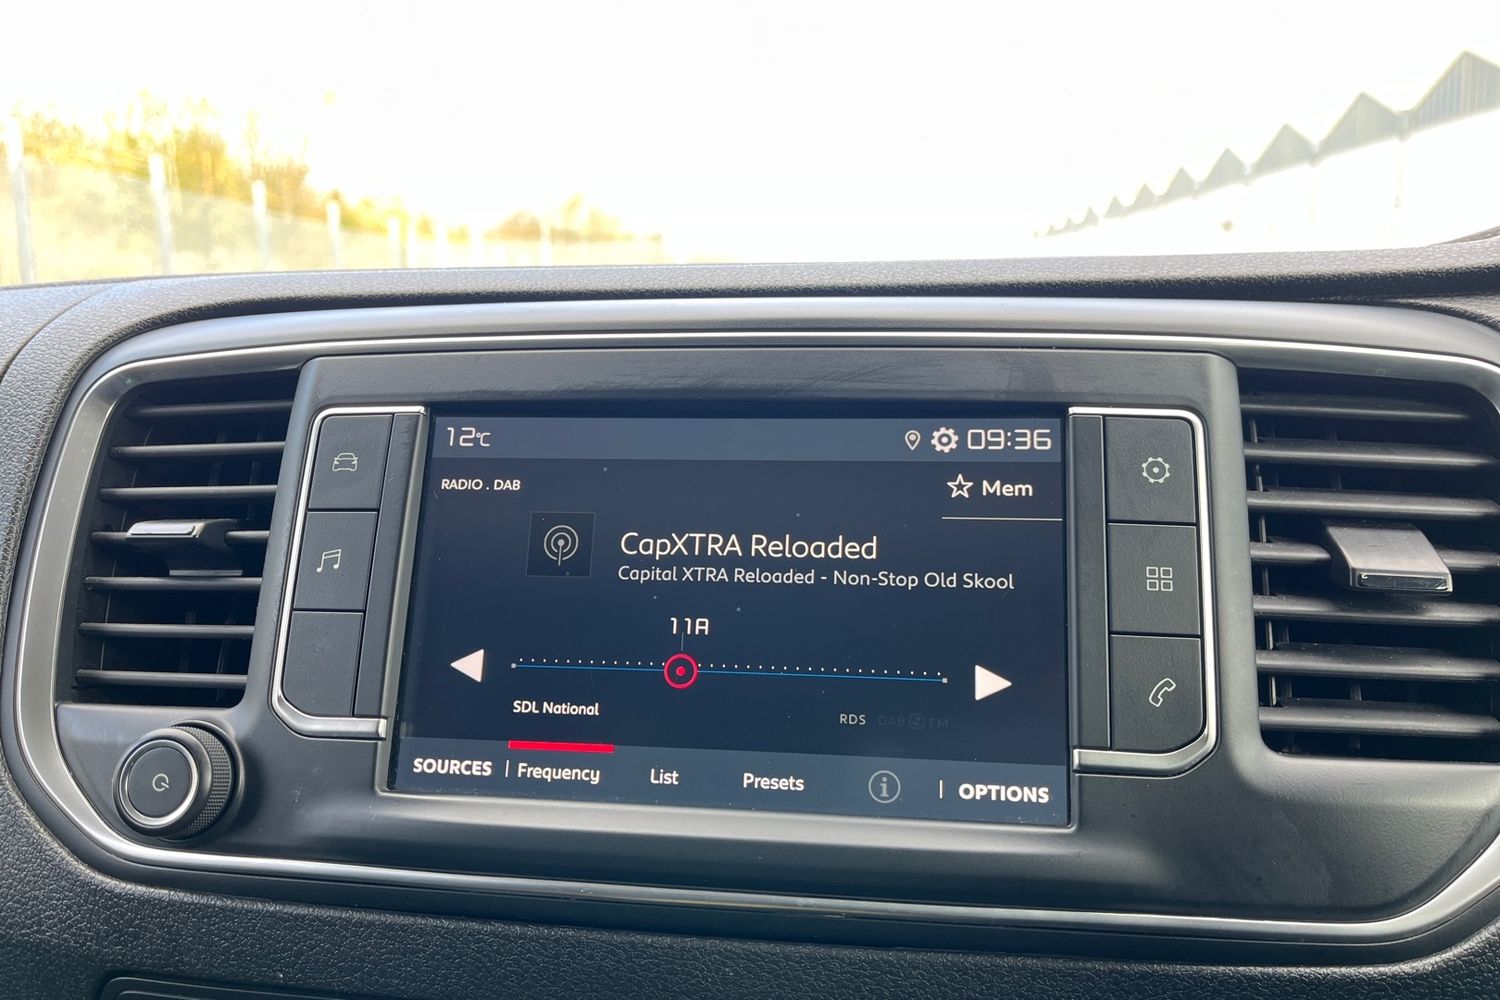 12°C 09:36
RADIO . DAB
Mem
CapXTRA Reloaded
Capital XTRA Reloaded - Non-Stop Old Skool
11A
SDL National
RDS DAB FM
SOURCES | Frequency List Presets i | OPTIONS